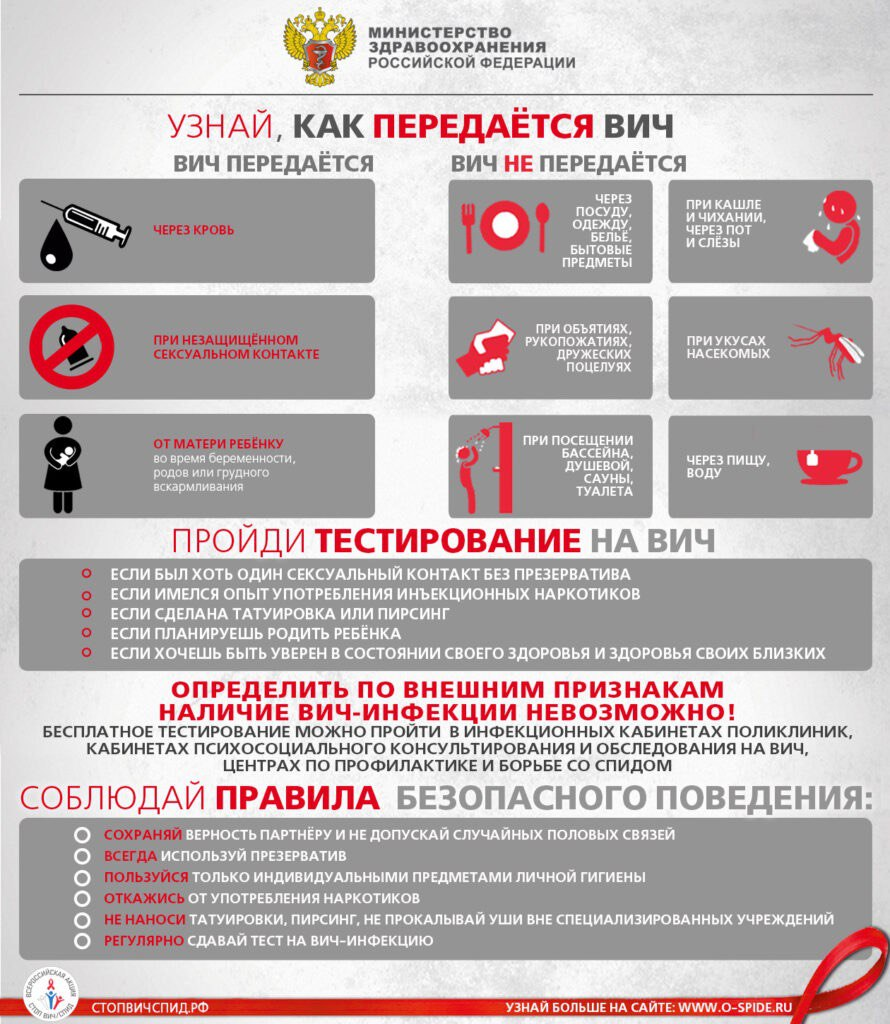 МИНИСТЕРСТВО
ЗДРАВООХРАНЕНИЯ
РОССИЙСКОЙ ФЕДЕРАЦИИ
УЗНАЙ, КАК ПЕРЕДАЁТСЯ ВИЧ
ВИЧ ПЕРЕДАЁТСЯ
ЧЕРЕЗ КРОВЬ
ПРИ НЕЗАЩИЩЁННОМ
СЕКСУАЛЬНОМ КОНТАКТЕ
ОТ МАТЕРИ РЕБЁНКУ
во время беременности,
родов или грудного
вскармливания
ВИЧ НЕ ПЕРЕДАЁТСЯ
ЧЕРЕЗ
ПОСУДУ,
ОДЕЖДУ,
БЕЛЬЁ,
БЫТОВЫЕ
ПРЕДМЕТЫ
ПРИ КАШЛЕ
И ЧИХАНИИ,
ЧЕРЕЗ ПОТ
И СЛЁЗЫ
ПРИ ОБЪЯТИЯХ,
РУКОПОЖАТИЯХ,
ДРУЖЕСКИХ
ПОЦЕЛУЯХ
ПРИ УКУСАХ
НАСЕКОМЫХ
ПРИ ПОСЕЩЕНИИ
БАССЕЙНА,
ДУШЕВОЙ,
САУНЫ,
ТУАЛЕТА
ЧЕРЕЗ ПИЩУ,
ВОДУ
ПРОЙДИ ТЕСТИРОВАНИЕ НА ВИЧ
ЕСЛИ БЫЛ ХОТЬ ОДИН СЕКСУАЛЬНЫЙ КОНТАКТ БЕЗ ПРЕЗЕРВАТИВА
ЕСЛИ ИМЕЛСЯ ОПЫТ УПОТРЕБЛЕНИЯ ИНЪЕКЦИОННЫХ НАРКОТИКОВ
ЕСЛИ СДЕЛАНА ТАТУИРОВКА ИЛИ ПИРСИНГ
ЕСЛИ ПЛАНИРУЕШЬ РОДИТЬ РЕБЁНКА
ЕСЛИ ХОЧЕШЬ БЫТЬ УВЕРЕН В СОСТОЯНИИ СВОЕГО ЗДОРОВЬЯ И ЗДОРОВЬЯ СВОИХ БЛИЗКИХ
ОПРЕДЕЛИТЬ ПО ВНЕШНИМ ПРИЗНАКАМ
НАЛИЧИЕ ВИЧ-ИНФЕКЦИИ НЕВОЗМОЖНО!
БЕСПЛАТНОЕ ТЕСТИРОВАНИЕ МОЖНО ПРОЙТИ В ИНФЕКЦИОННЫХ КАБИНЕТАХ ПОЛИКЛИНИК,
КАБИНЕТАХ ПСИХОСОЦИАЛЬНОГО КОНСУЛЬТИРОВАНИЯ И ОБСЛЕДОВАНИЯ НА ВИЧ,
ЦЕНТРАХ ПО ПРОФИЛАКТИКЕ И БОРЬБЕ СО СПИДОМ
СОБЛЮДАЙ ПРАВИЛА БЕЗОПАСНОГО ПОВЕДЕНИЯ:
СОХРАНЯЙ ВЕРНОСТЬ ПАРТНЁРУ И НЕ ДОПУСКАЙ СЛУЧАЙНЫХ ПОЛОВЫХ СВЯЗЕЙ
ВСЕГДА ИСПОЛЬЗУЙ ПРЕЗЕРВАТИВ
ПОЛЬЗУЙСЯ ТОЛЬКО ИНДИВИДУАЛЬНЫМИ ПРЕДМЕТАМИ ЛИЧНОЙ ГИГИЕНЫ
ОТКАЖИСЬ ОТ УПОТРЕБЛЕНИЯ НАРКОТИКОВ
НЕ НАНОСИ ТАТУИРОВКИ, ПИРСИНГ, НЕ ПРОКАЛЫВАЙ УШИ ВНЕ СПЕЦИАЛИЗИРОВАННЫХ УЧРЕЖДЕНИЙ
РЕГУЛЯРНО СДАВАЙ ТЕСТ НА ВИЧ-ИНФЕКЦИЮ
ВСЕРОССИЙСКАЯ АКЦИЯ
СТОП ВИЧ/СПИД
СТОПВИЧСПИД.РФ
УЗНАЙ БОЛЬШЕ НА САЙТЕ: WWW.O-SPIDE.RU